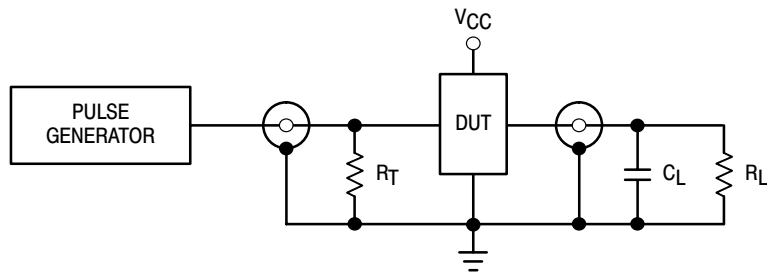 VCC
PULSE
GENERATOR
DUT
RT
CL
RL